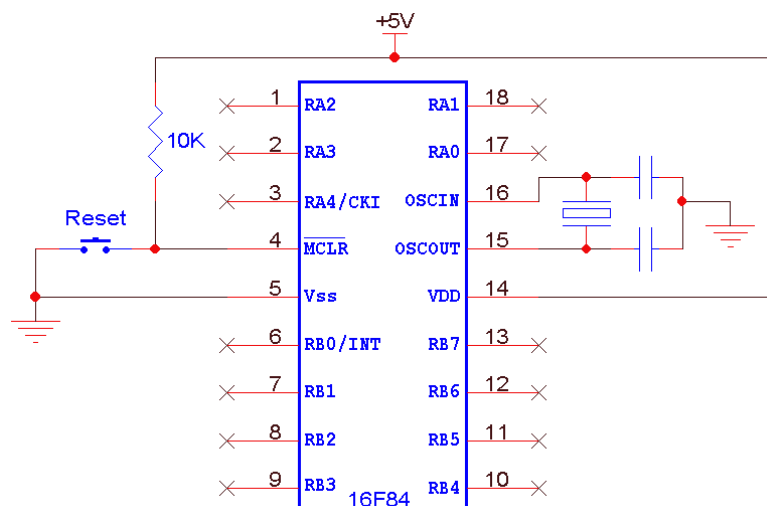 +5V
1 RA2 RA1 18
10K
2 RA3 RA0 17
3 RA4/CKI OSCIN 16
Reset
4 MCLR OSCOUT 15
5 Vss VDD 14
6 RB0/INT RB7 13
7 RB1 RB6 12
8 RB2 RB5 11
9 RB3 RB4 10
16F84